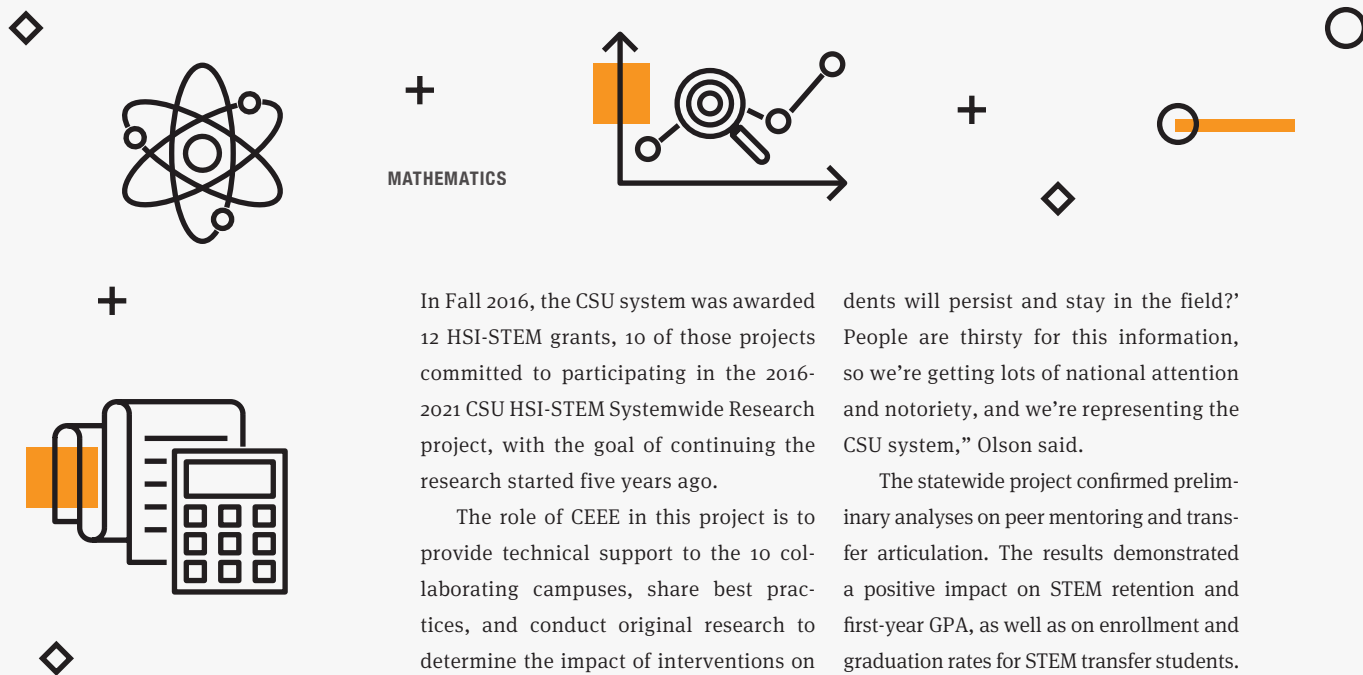 MATHEMATICS
In Fall 2016, the CSU system was awarded
12 HSI-STEM grants, 10 of those projects
committed to participating in the 2016-
2021 CSU HSI-STEM Systemwide Research
project, with the goal of continuing the
research started five years ago.
The role of CEEE in this project is to
provide technical support to the 10 col-
laborating campuses, share best prac-
tices, and conduct original research to
determine the impact of interventions on
dents will persist and stay in the field?’
People are thirsty for this information,
so we’re getting lots of national attention
and notoriety, and we’re representing the
CSU system,” Olson said.
The statewide project confirmed prelim-
inary analyses on peer mentoring and trans-
fer articulation. The results demonstrated
a positive impact on STEM retention and
first-year GPA, as well as on enrollment and
graduation rates for STEM transfer students.